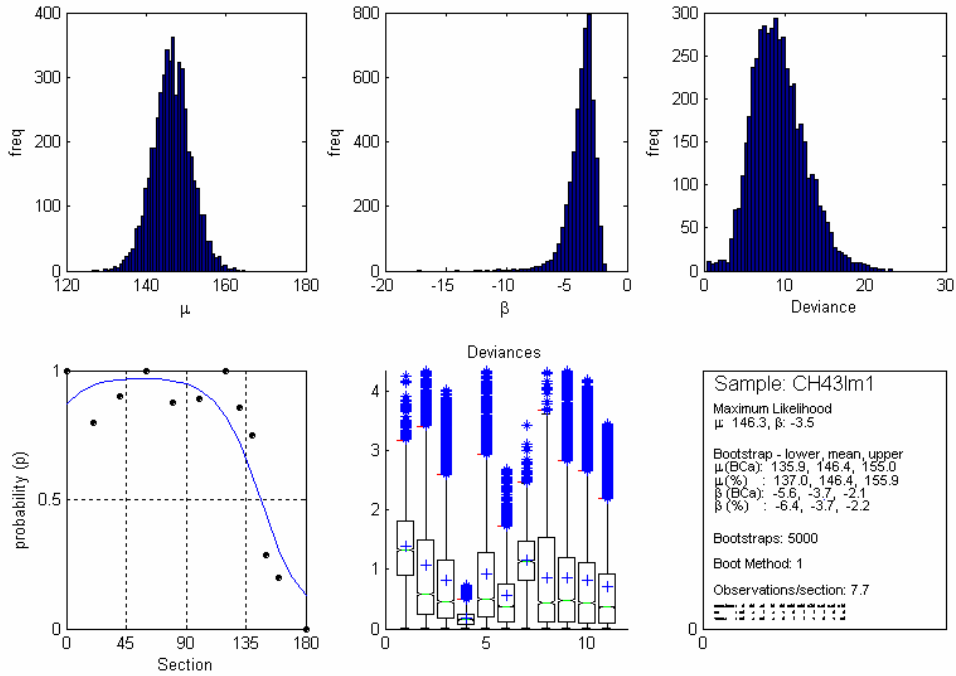 400
300
200
100
0
freq
120
140
160
180
μ
800
600
400
200
0
freq
-20
-15
-10
-5
0
β
300
250
200
150
100
50
0
freq
0
10
20
30
Deviance
1
0.5
0
probability (p)
0
45
90
135
180
Section
Deviances
4
3
2
1
0
0
5
10
Sample: CH43lm1
Maximum Likelihood
μ: 146.3, β: -3.5
Bootstrap - lower, mean, upper
μ(BCa): 135.9, 146.4, 155.0
μ(%) : 137.0, 146.4, 155.9
β(BCa): -5.6, -3.7, -2.1
β(%) : -6.4, -3.7, -2.2
Bootstraps: 5000
Boot Method: 1
Observations/section: 7.7
0
0